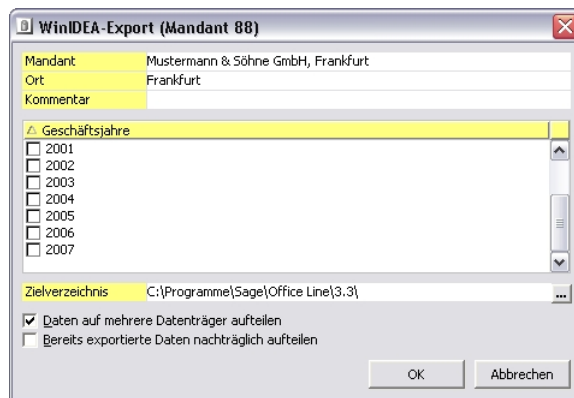 WinIDEA-Export (Mandant 88)
Mandant Mustermann & Söhne GmbH, Frankfurt
Ort Frankfurt
Kommentar
Geschäftsjahre
2001
2002
2003
2004
2005
2006
2007
Zielverzeichnis C:\Programme\Sage\Office Line\3.3\ ...
Daten auf mehrere Datenträger aufteilen
Bereits exportierte Daten nachträglich aufteilen
OK Abbrechen